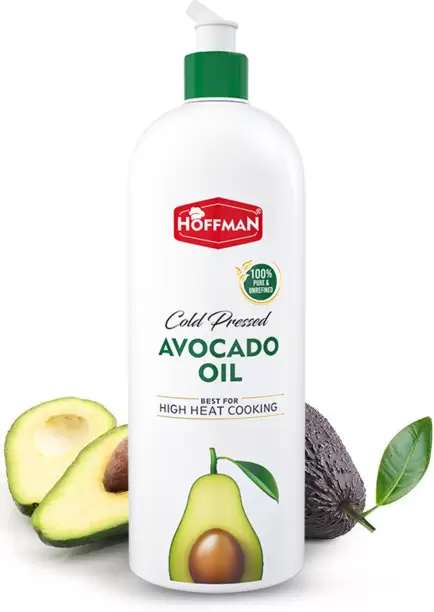 HOFFMAN®
100%
PURE &
UNREFINED
Cold Pressed
AVOCADO
OIL
BEST FOR
HIGH HEAT COOKING